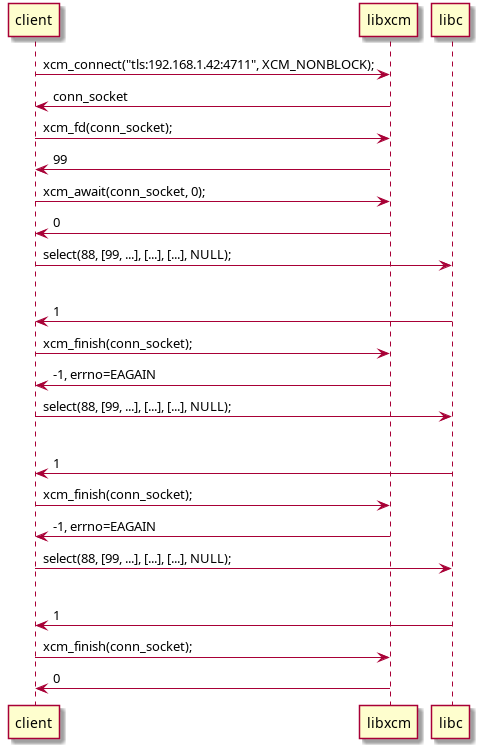 client libxcm libc
xcm_connect("tls:192.168.1.42:4711", XCM_NONBLOCK);
conn_socket
xcm_fd(conn_socket);
99
xcm_await(conn_socket, 0);
0
select(88, [99, ...], [...], [...], NULL);
1
xcm_finish(conn_socket);
-1, errno=EAGAIN
select(88, [99, ...], [...], [...], NULL);
1
xcm_finish(conn_socket);
-1, errno=EAGAIN
select(88, [99, ...], [...], [...], NULL);
1
xcm_finish(conn_socket);
0
client libxcm libc